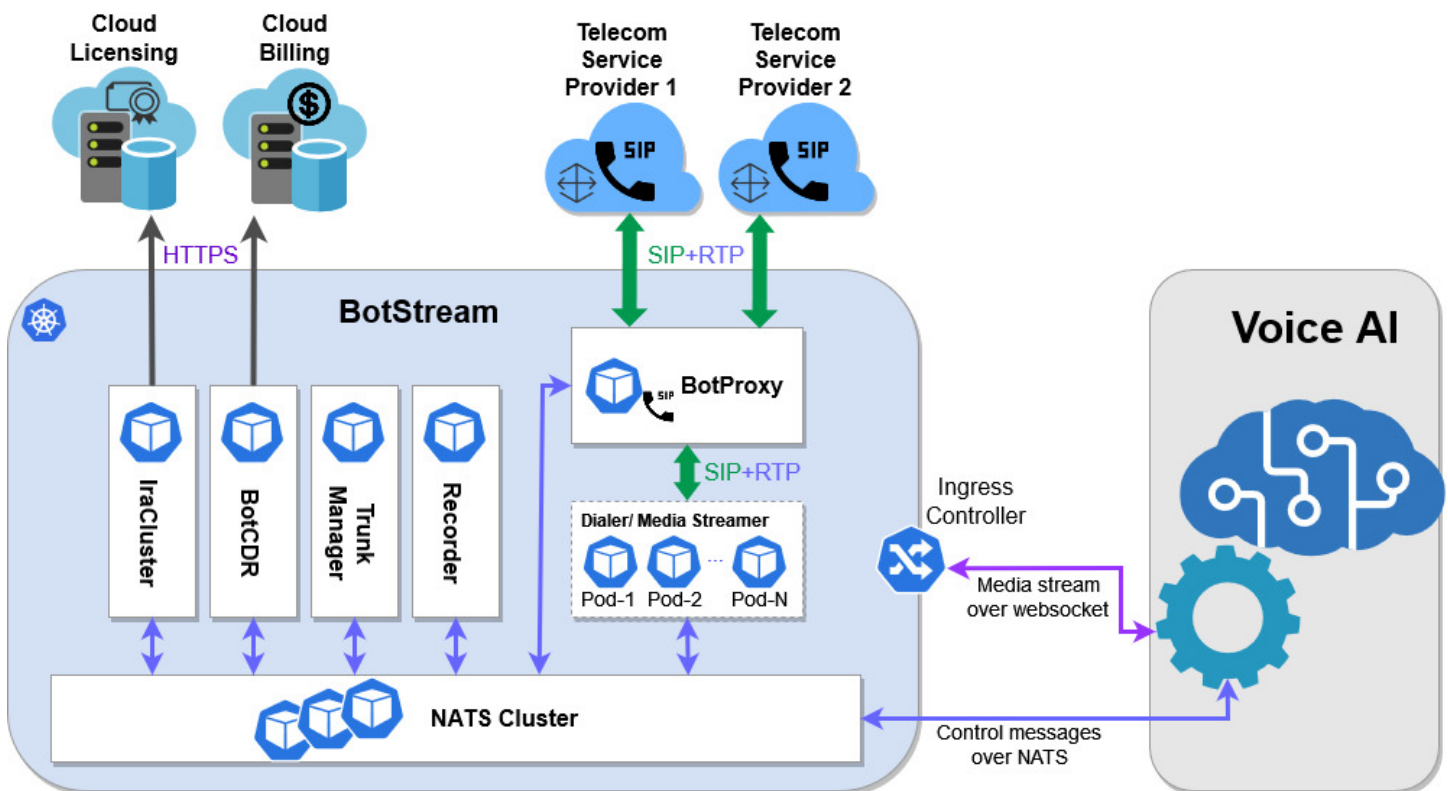 Cloud
Licensing
Cloud
Billing
Telecom
Service
Provider 1
Telecom
Service
Provider 2
$
SIP
SIP
HTTPS
SIP+RTP
BotStream
Voice AI
BotProxy
SIP
IraCluster
BotCDR
Trunk
Manager
Recorder
SIP+RTP
Dialer/ Media Streamer
...
Pod-1 Pod-2 Pod-N
Ingress
Controller
Media stream
over websocket
NATS Cluster
Control messages
over NATS